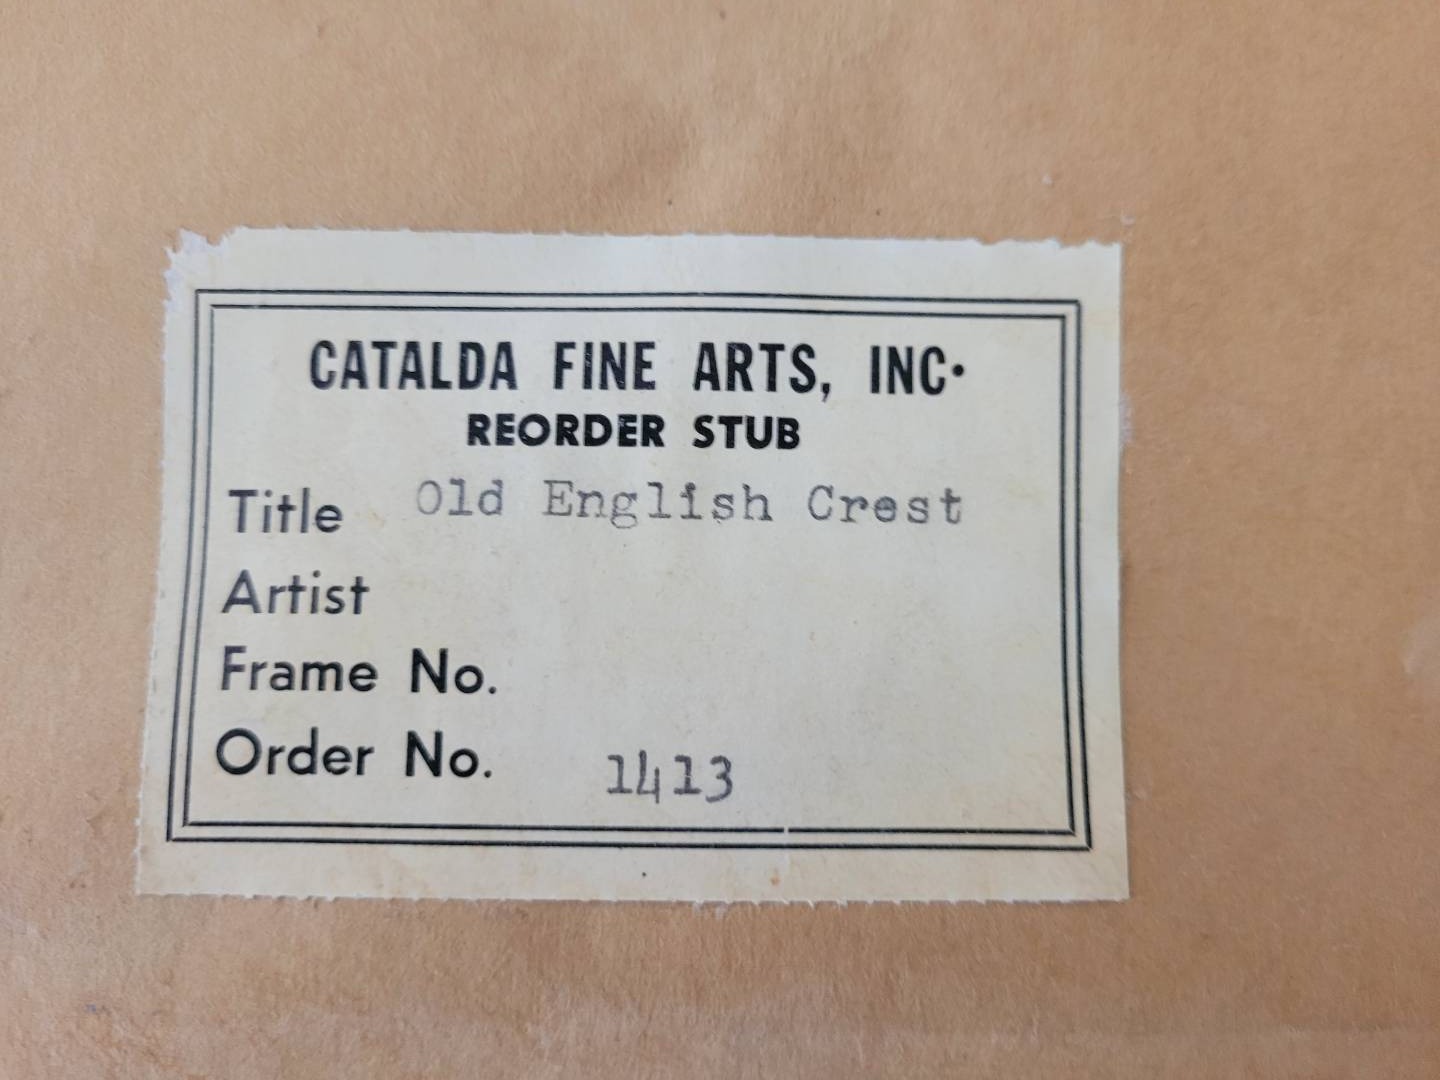 CATALDA FINE ARTS, INC.
REORDER STUB
Title Old English Crest
Artist
Frame No.
Order No. 1413